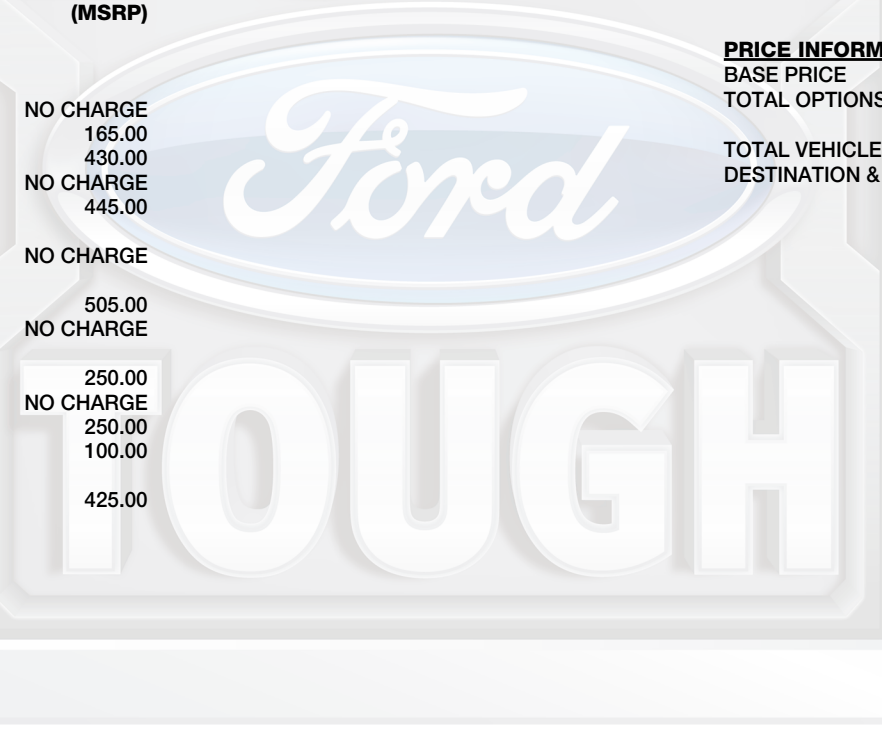 (MSRP)
NO CHARGE
165.00
430.00
NO CHARGE
445.00
NO CHARGE
505.00
NO CHARGE
250.00
NO CHARGE
250.00
100.00
425.00
PRICE INFORM
BASE PRICE
TOTAL OPTIONS
TOTAL VEHICLE
DESTINATION &
Ford
TOUGH